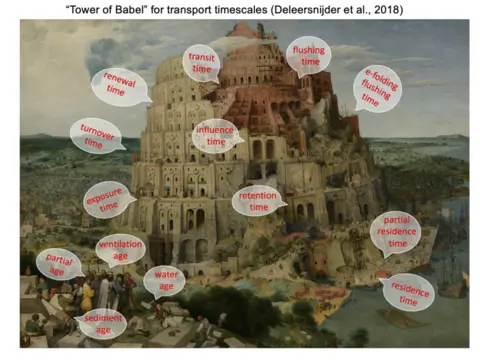 “Tower of Babel” for transport timescales (Deleersnijder et al., 2018)
transit
time
flushing
time
renewal
time
e-folding
flushing
time
turnover
time
influence
time
exposure
time
retention
time
partial
residence
time
ventilation
age
partial
age
water
age
residence
time
sediment
age